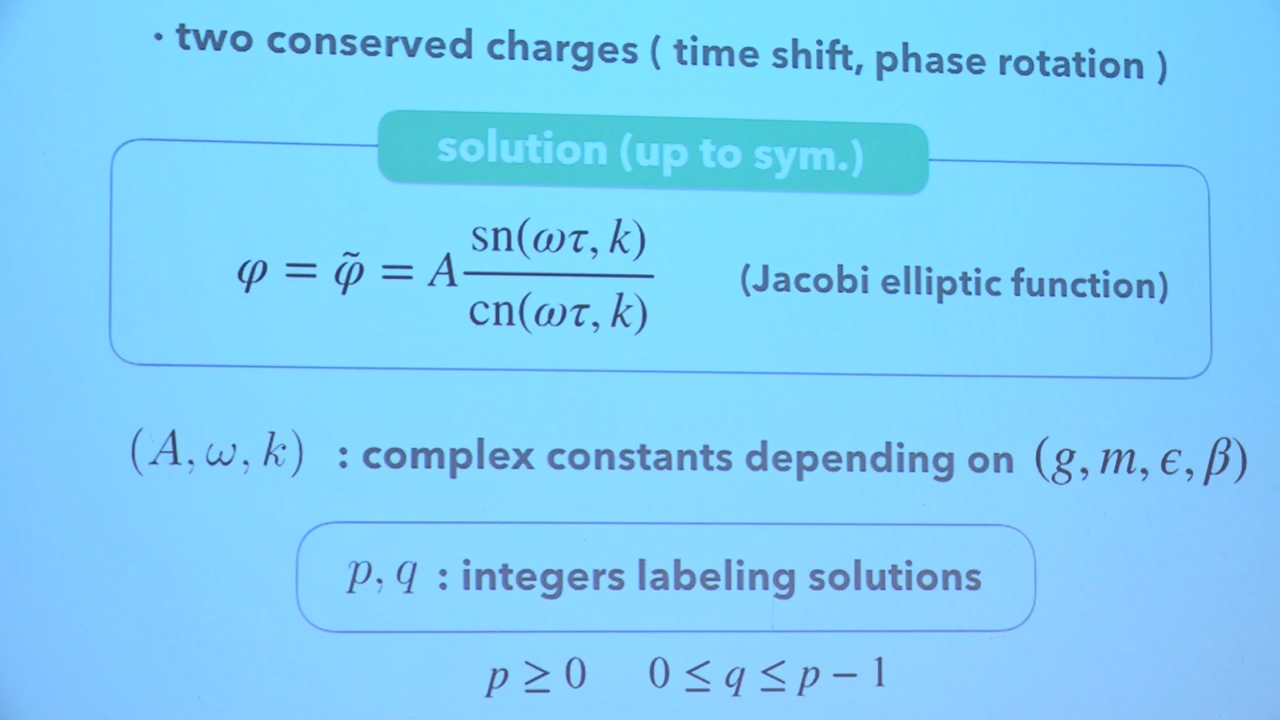 · two conserved charges ( time shift, phase rotation )
solution (up to sym.)
φ = φ̃ = A sn(ωτ, k) / cn(ωτ, k) (Jacobi elliptic function)
(A, ω, k) : complex constants depending on (g, m, ϵ, β)
p, q : integers labeling solutions
p ≥ 0 0 ≤ q ≤ p − 1